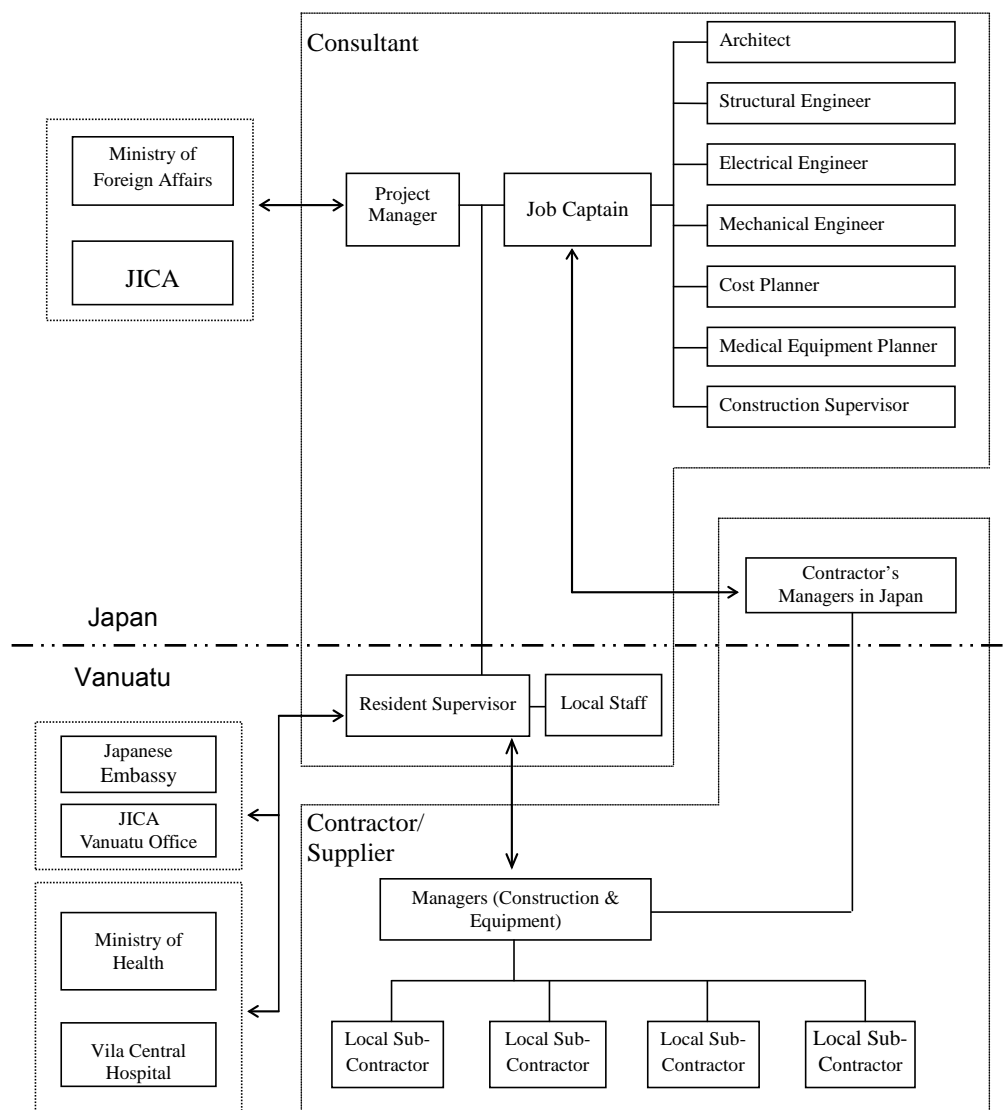 Consultant
Architect
Structural Engineer
Electrical Engineer
Mechanical Engineer
Cost Planner
Medical Equipment Planner
Construction Supervisor
Ministry of
Foreign Affairs
JICA
Project
Manager
Job Captain
Contractor’s
Managers in Japan
Japan
Vanuatu
Resident Supervisor
Local Staff
Japanese
Embassy
JICA
Vanuatu Office
Ministry of
Health
Vila Central
Hospital
Contractor/
Supplier
Managers (Construction &
Equipment)
Local Sub-
Contractor
Local Sub-
Contractor
Local Sub-
Contractor
Local Sub-
Contractor